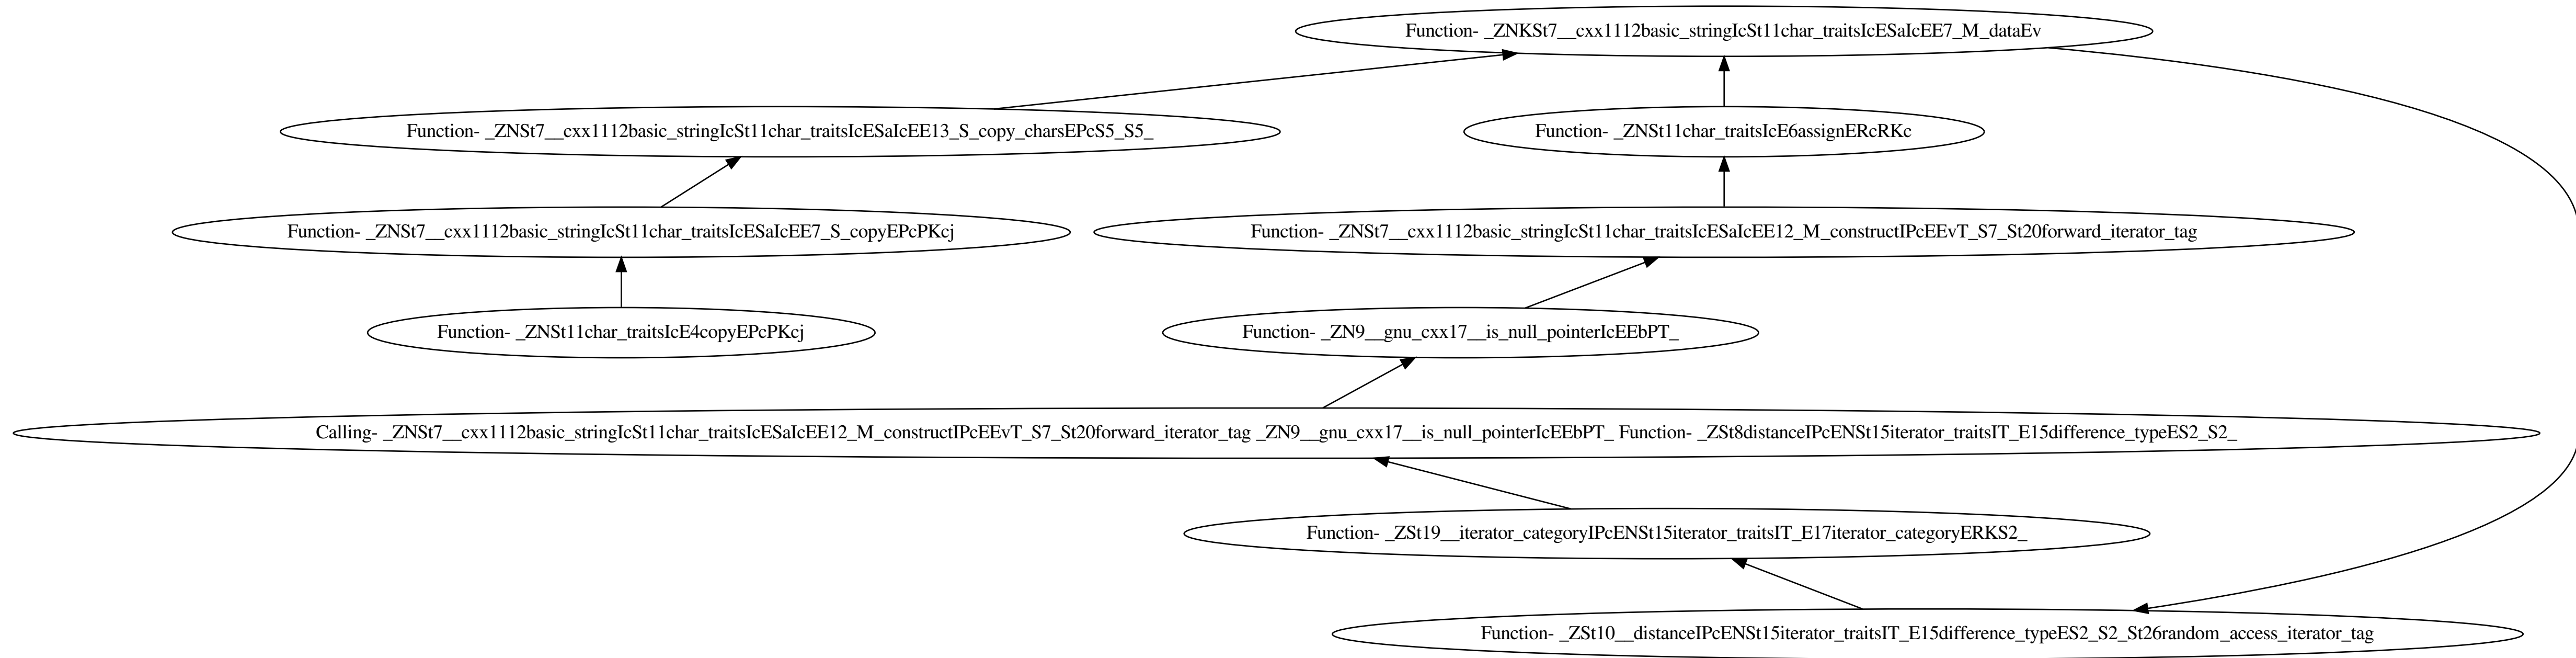 Function- _ZNKSt7__cxx1112basic_stringIcSt11char_traitsIcESaIcEE7_M_dataEv
Function- _ZNSt7__cxx1112basic_stringIcSt11char_traitsIcESaIcEE13_S_copy_charsEPcS5_S5_
Function- _ZNSt11char_traitsIcE6assignERcRKc
Function- _ZNSt7__cxx1112basic_stringIcSt11char_traitsIcESaIcEE7_S_copyEPcPKcj
Function- _ZNSt7__cxx1112basic_stringIcSt11char_traitsIcESaIcEE12_M_constructIPcEEvT_S7_St20forward_iterator_tag
Function- _ZNSt11char_traitsIcE4copyEPcPKcj
Function- _ZN9__gnu_cxx17__is_null_pointerIcEEbPT_
Calling- _ZNSt7__cxx1112basic_stringIcSt11char_traitsIcESaIcEE12_M_constructIPcEEvT_S7_St20forward_iterator_tag _ZN9__gnu_cxx17__is_null_pointerIcEEbPT_ Function- _ZSt8distanceIPcENSt15iterator_traitsIT_E15difference_typeES2_S2_
Function- _ZSt19__iterator_categoryIPcENSt15iterator_traitsIT_E17iterator_categoryERKS2_
Function- _ZSt10__distanceIPcENSt15iterator_traitsIT_E15difference_typeES2_S2_St26random_access_iterator_tag